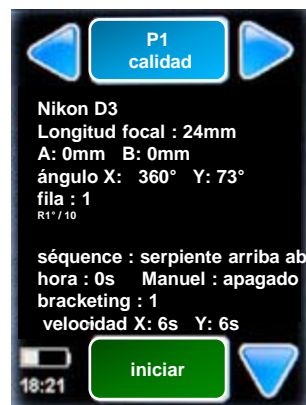 P1
calidad
Nikon D3
Longitud focal : 24mm
A: 0mm B: 0mm
ángulo X: 360° Y: 73°
fila : 1
R1° / 10
séquence : serpiente arriba ab
hora : 0s Manuel : apagado
bracketing : 1
velocidad X: 6s Y: 6s
iniciar
18:21